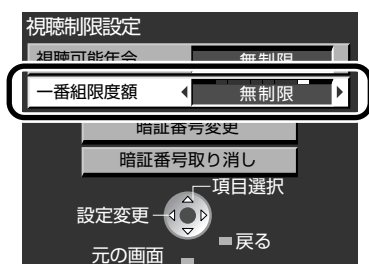 視聴制限設定
視聴可能年令 無制限
一番組限度額 無制限
暗証番号変更
暗証番号取り消し
項目選択
設定変更
戻る
元の画面